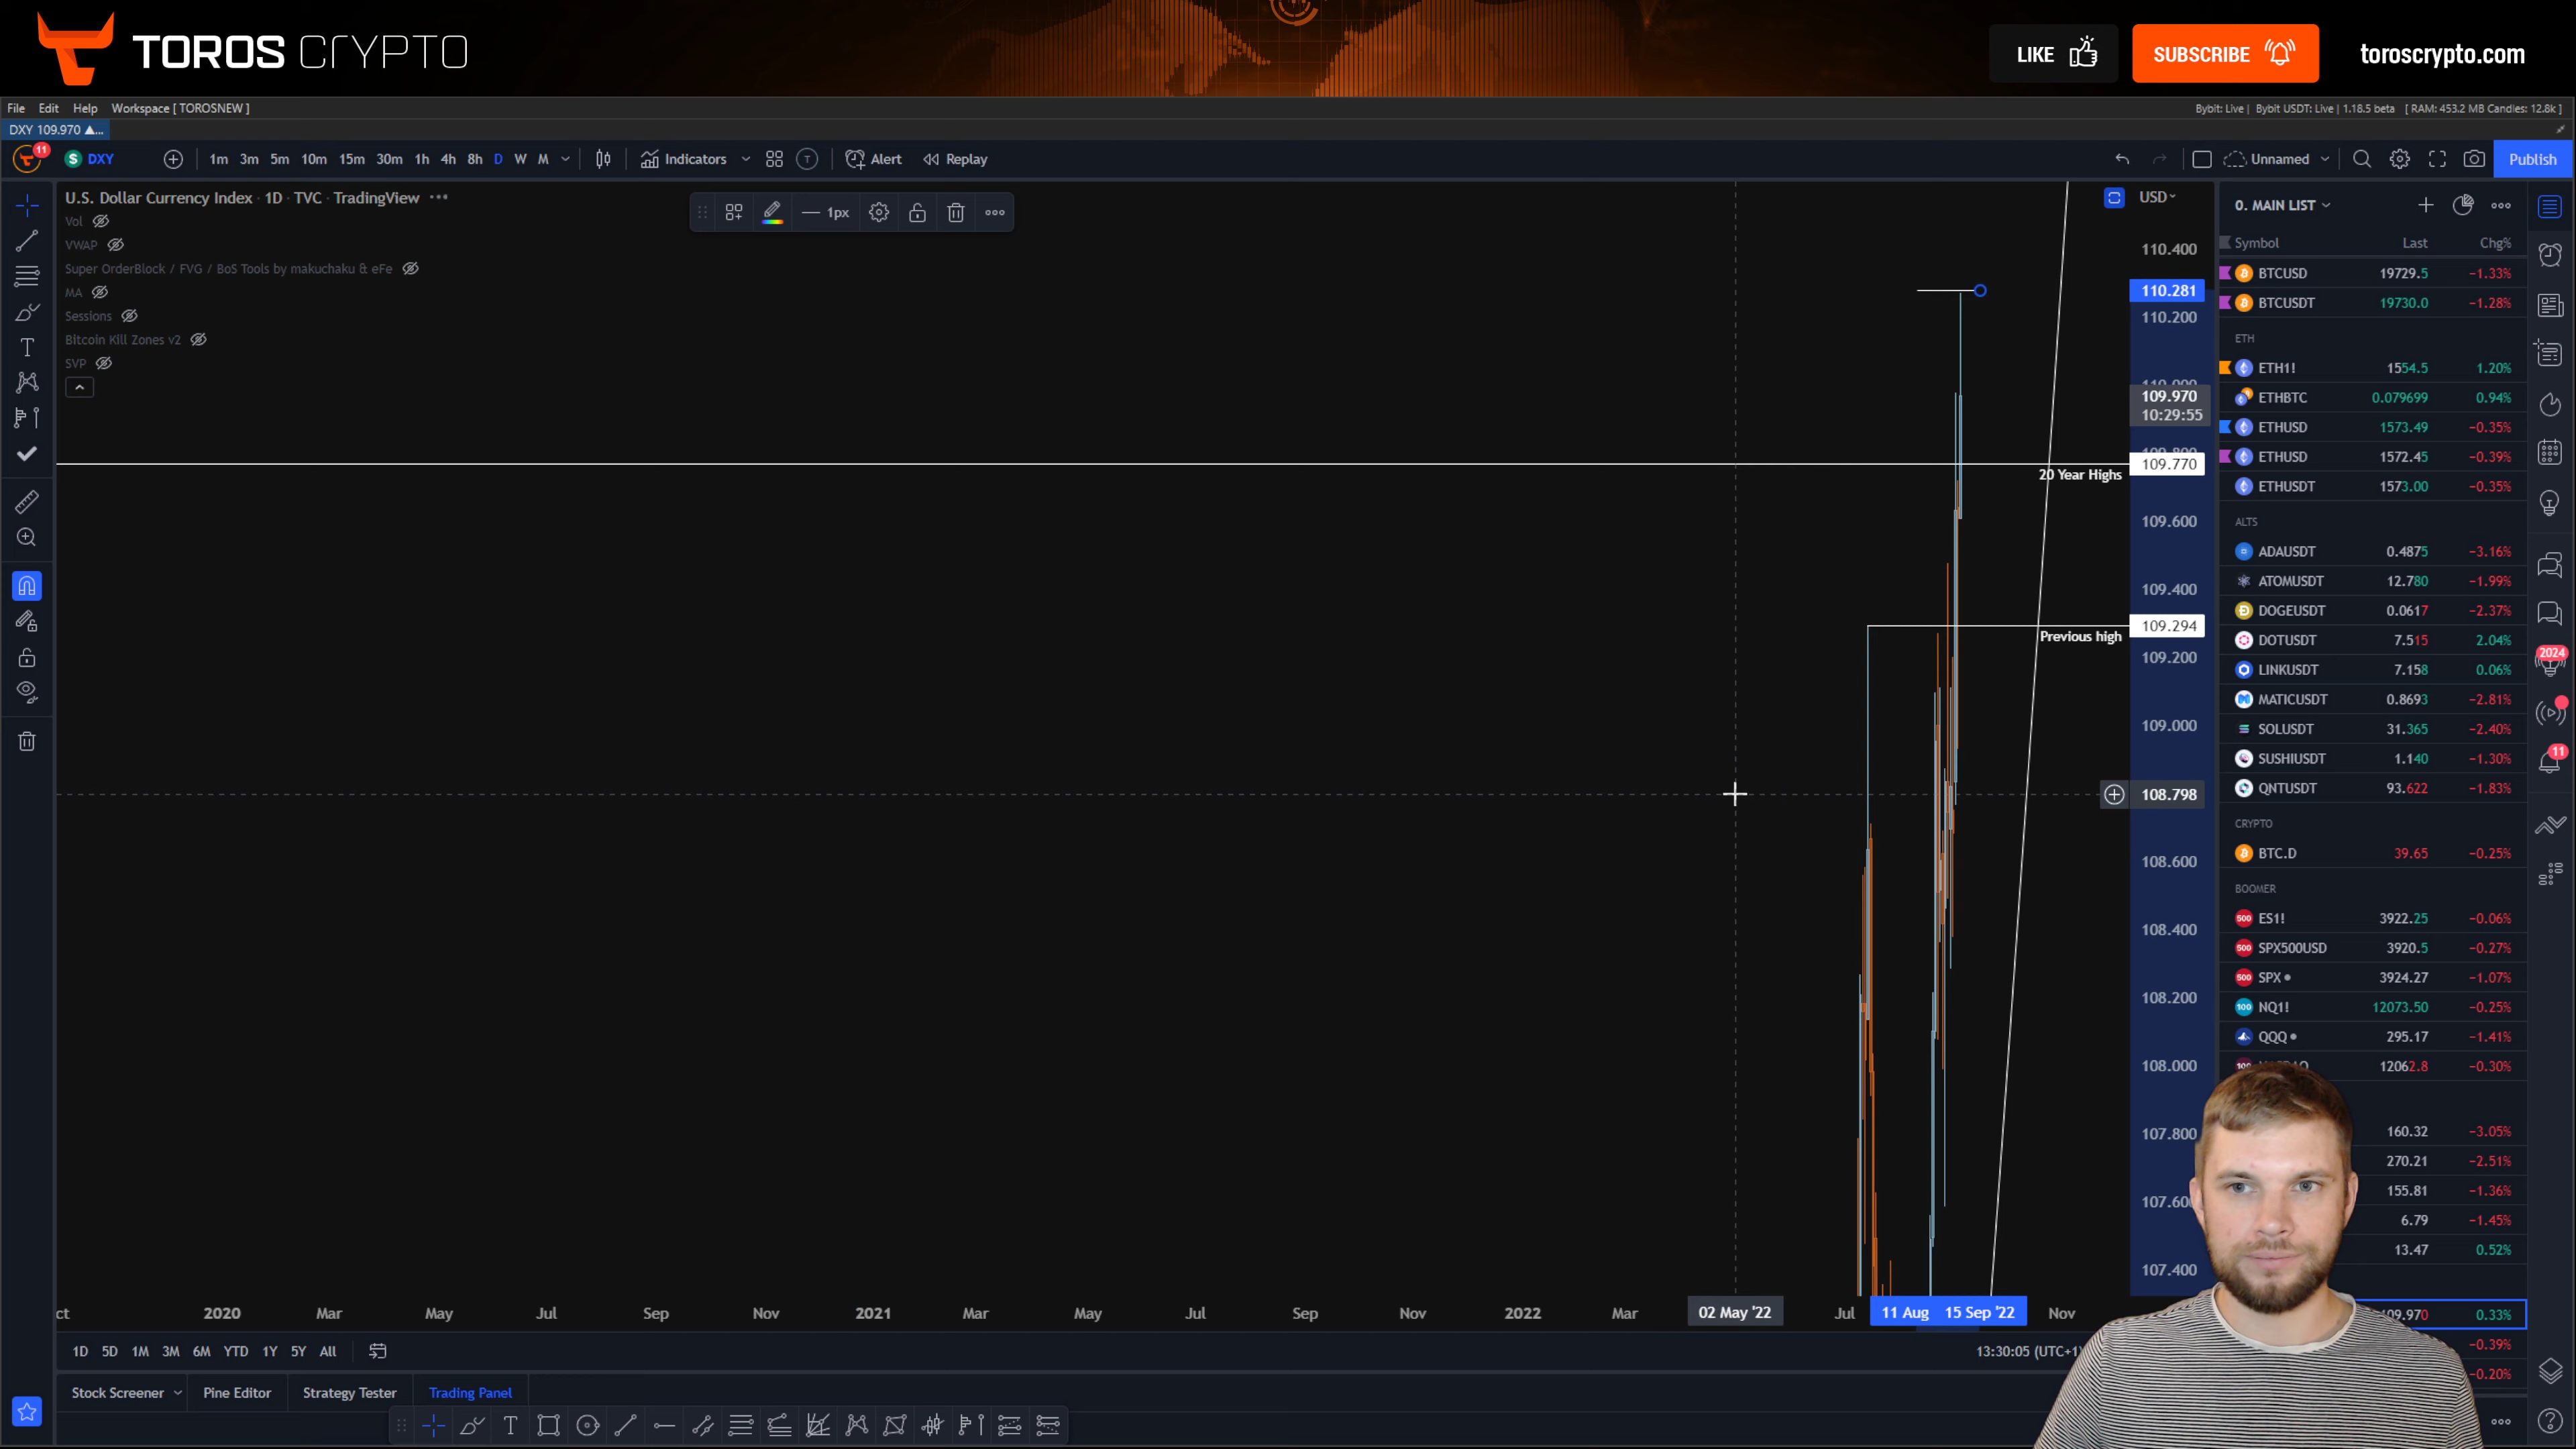 TOROS CRYPTO
LIKE
SUBSCRIBE
toroscrypto.com
File Edit Help Workspace [ TOROSNEW ]
Bybit: Live | Bybit USDT: Live | 1.18.5 beta [ RAM: 453.2 MB Candles: 12.8k ]
DXY 109.970 ▲...
11
DXY 1m 3m 5m 10m 15m 30m 1h 4h 8h D W M Indicators Alert Replay
Unnamed Publish
U.S. Dollar Currency Index · 1D · TVC · TradingView
Vol
VWAP
Super OrderBlock / FVG / BoS Tools by makuchaku & eFe
MA
Sessions
Bitcoin Kill Zones v2
SVP
1px
USD
110.400
110.281
110.200
109.970
10:29:55
109.770
20 Year Highs
109.600
109.400
109.294
Previous high
109.200
109.000
108.798
108.600
108.400
108.200
108.000
107.800
107.400
0. MAIN LIST
Symbol Last Chg%
BTCUSD 19729.5 −1.33%
BTCUSDT 19730.0 −1.28%
ETH
ETH1! 1554.5 1.20%
ETHBTC 0.079699 0.94%
ETHUSD 1573.49 −0.35%
ETHUSD 1572.45 −0.39%
ETHUSDT 1573.00 −0.35%
ALTS
ADAUSDT 0.4875 −3.16%
ATOMUSDT 12.780 −1.99%
DOGEUSDT 0.0617 −2.37%
DOTUSDT 7.515 2.04%
LINKUSDT 7.158 0.06%
MATICUSDT 0.8693 −2.81%
SOLUSDT 31.365 −2.40%
SUSHIUSDT 1.140 −1.30%
QNTUSDT 93.622 −1.83%
CRYPTO
BTC.D 39.65 −0.25%
BOOMER
ES1! 3922.25 −0.06%
SPX500USD 3920.5 −0.27%
SPX 3924.27 −1.07%
NQ1! 12073.50 −0.25%
QQQ 295.17 −1.41%
12062.8 −0.30%
160.32 −3.05%
270.21 −2.51%
155.81 −1.36%
6.79 −1.45%
13.47 0.52%
0.33%
−0.39%
−0.20%
2024
11
2020 Mar May Jul Sep Nov 2021 Mar May Jul Sep Nov 2022 Mar 02 May '22 Jul 11 Aug 15 Sep '22 Nov
1D 5D 1M 3M 6M YTD 1Y 5Y All
13:30:05 (UTC+1)
Stock Screener Pine Editor Strategy Tester Trading Panel